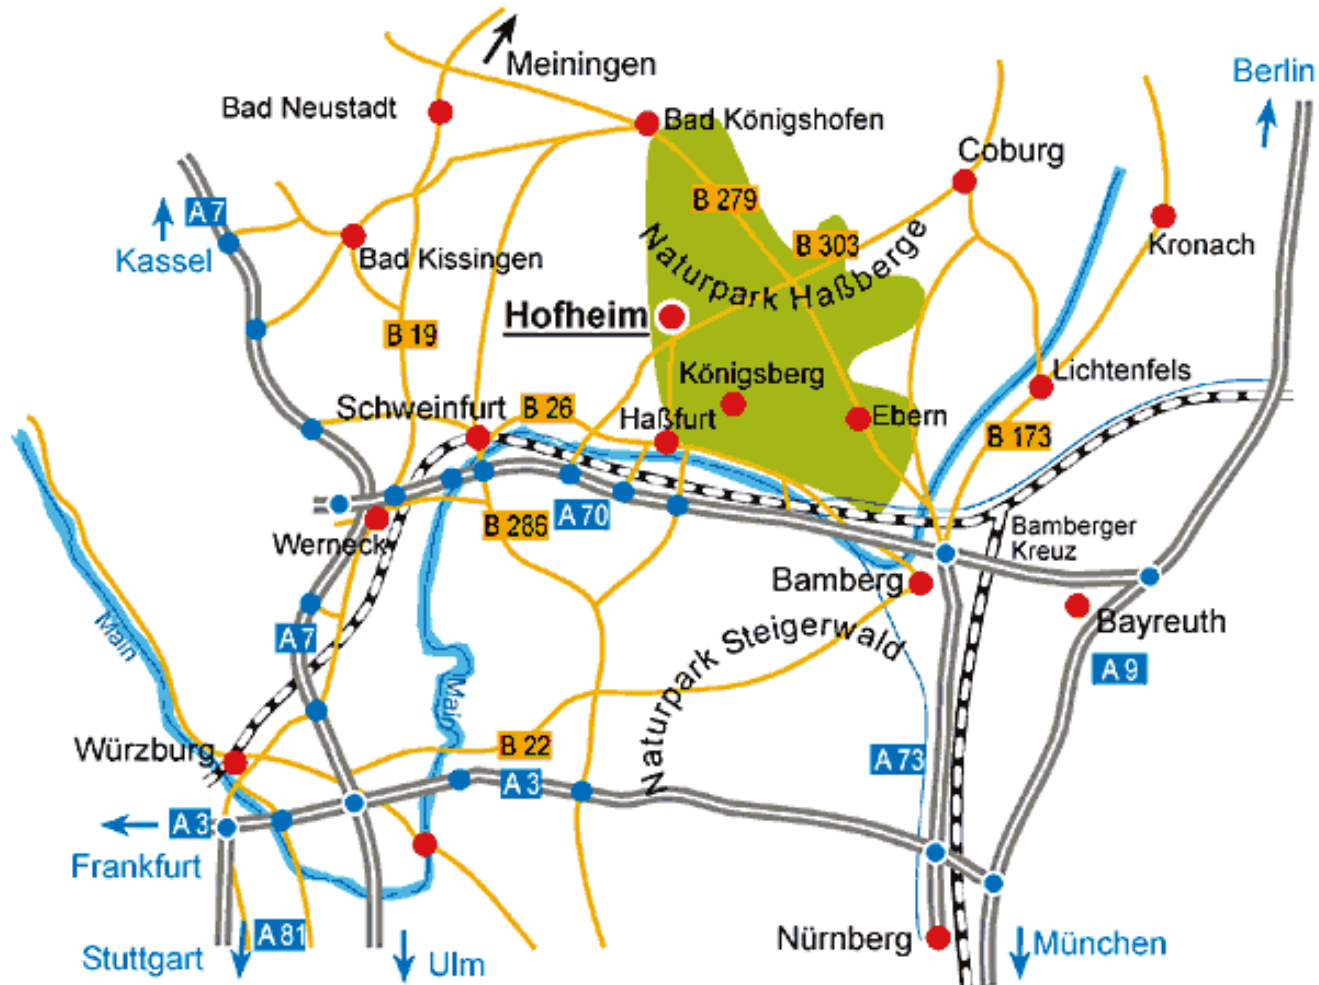 Meiningen
Berlin
Bad Neustadt
Bad Königshofen
Coburg
A 7
B 279
Kassel
Bad Kissingen
B 303
Kronach
Naturpark Haßberge
Hofheim
B 19
Königsberg
Lichtenfels
Schweinfurt
B 26
Haßfurt
Ebern
B 173
B 286
A 70
Werneck
Bamberger
Kreuz
Bamberg
Main
A 7
Naturpark Steigerwald
Bayreuth
A 9
Main
Würzburg
B 22
A 3
A 73
A 3
Frankfurt
A 81
Stuttgart
Ulm
Nürnberg
München